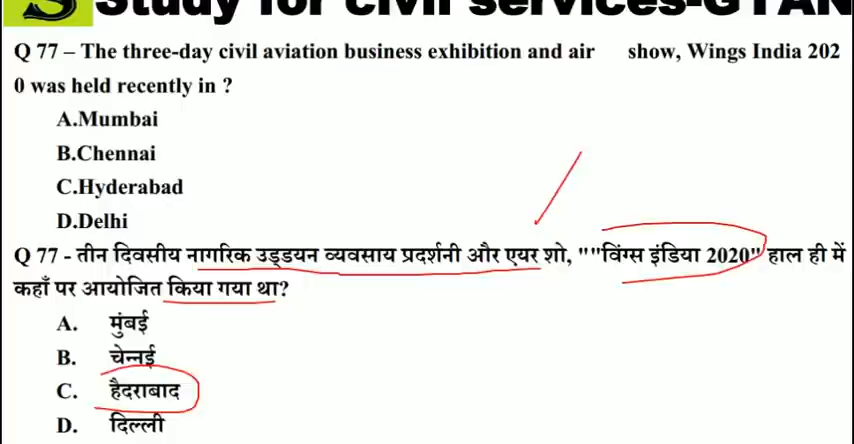 Study for civil services-GYAN
Q 77 – The three-day civil aviation business exhibition and air show, Wings India 202
0 was held recently in ?
A.Mumbai
B.Chennai
C.Hyderabad
D.Delhi
Q 77 - तीन दिवसीय नागरिक उड्डयन व्यवसाय प्रदर्शनी और एयर शो, ""विंग्स इंडिया 2020" हाल ही में
कहाँ पर आयोजित किया गया था?
A. मुंबई
B. चेन्नई
C. हैदराबाद
D. दिल्ली